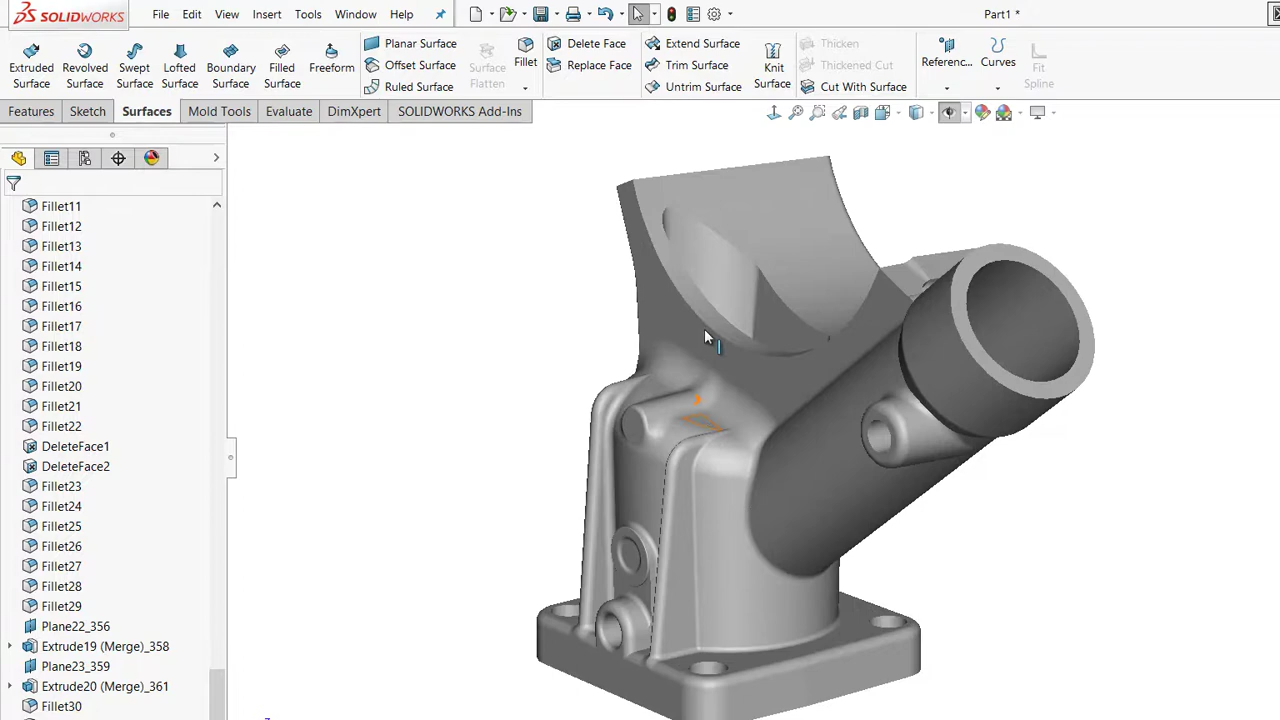 SOLIDWORKS
File Edit View Insert Tools Window Help
Part1 *
Extruded Surface
Revolved Surface
Swept Surface
Lofted Surface
Boundary Surface
Filled Surface
Freeform
Planar Surface
Offset Surface
Ruled Surface
Surface Flatten
Fillet
Delete Face
Replace Face
Extend Surface
Trim Surface
Untrim Surface
Knit Surface
Thicken
Thickened Cut
Cut With Surface
Referenc...
Curves
Fit Spline
Features Sketch Surfaces Mold Tools Evaluate DimXpert SOLIDWORKS Add-Ins
Fillet11
Fillet12
Fillet13
Fillet14
Fillet15
Fillet16
Fillet17
Fillet18
Fillet19
Fillet20
Fillet21
Fillet22
DeleteFace1
DeleteFace2
Fillet23
Fillet24
Fillet25
Fillet26
Fillet27
Fillet28
Fillet29
Plane22_356
Extrude19 (Merge)_358
Plane23_359
Extrude20 (Merge)_361
Fillet30